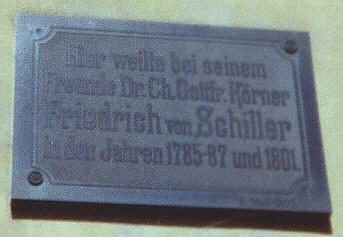 Hier weilte bei seinem
Freunde Dr. Ch. Gottfr. Körner
Friedrich von Schiller
in den Jahren 1785-87 und 1801.